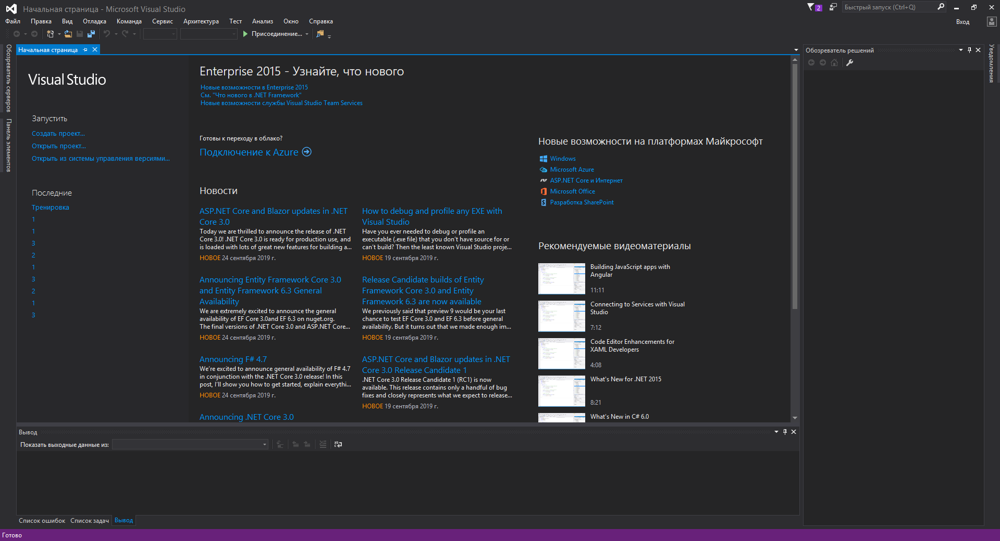 Начальная страница - Microsoft Visual Studio
2
Быстрый запуск (Ctrl+Q)
Файл Правка Вид Отладка Команда Сервис Архитектура Тест Анализ Окно Справка
Вход
Присоединение...
Обозреватель серверов
Панель элементов
Начальная страница
Visual Studio
Запустить
Создать проект...
Открыть проект...
Открыть из системы управления версиями...
Последние
Тренировка
1
1
3
2
1
3
2
1
3
Enterprise 2015 - Узнайте, что нового
Новые возможности в Enterprise 2015
См. "Что нового в .NET Framework"
Новые возможности службы Visual Studio Team Services
Готовы к переходу в облако?
Подключение к Azure
Новости
ASP.NET Core and Blazor updates in .NET
Core 3.0
Today we are thrilled to announce the release of .NET
Core 3.0! .NET Core 3.0 is ready for production use, and
is loaded with lots of great new features for building a...
НОВОЕ 24 сентября 2019 г.
Announcing Entity Framework Core 3.0
and Entity Framework 6.3 General
Availability
We are extremely excited to announce the general
availability of EF Core 3.0and EF 6.3 on nuget.org.
The final versions of .NET Core 3.0 and ASP.NET Core...
НОВОЕ 24 сентября 2019 г.
Announcing F# 4.7
We're excited to announce general availability of F# 4.7
in conjunction with the .NET Core 3.0 release! In this
post, I'll show you how to get started, explain everythi...
НОВОЕ 24 сентября 2019 г.
Announcing .NET Core 3.0
How to debug and profile any EXE with
Visual Studio
Have you ever needed to debug or profile an
executable (.exe file) that you don't have source for or
can't build? Then the least known Visual Studio proje...
НОВОЕ 19 сентября 2019 г.
Release Candidate builds of Entity
Framework Core 3.0 and Entity
Framework 6.3 are now available
We previously said that preview 9 would be your last
chance to test EF Core 3.0 and EF 6.3 before general
availability. But it turns out that we made enough im...
НОВОЕ 19 сентября 2019 г.
ASP.NET Core and Blazor updates in .NET
Core 3.0 Release Candidate 1
.NET Core 3.0 Release Candidate 1 (RC1) is now
available. This release contains only a handful of bug
fixes and closely represents what we expect to release...
НОВОЕ 19 сентября 2019 г.
Новые возможности на платформах Майкрософт
Windows
Microsoft Azure
ASP.NET Core и Интернет
Microsoft Office
Разработка SharePoint
Рекомендуемые видеоматериалы
Building JavaScript apps with
Angular
11:11
Connecting to Services with Visual
Studio
7:12
Code Editor Enhancements for
XAML Developers
4:08
What's New for .NET 2015
8:21
What's New in C# 6.0
Обозреватель решений
Уведомления
Вывод
Показать выходные данные из:
Список ошибок Список задач Вывод
Готово